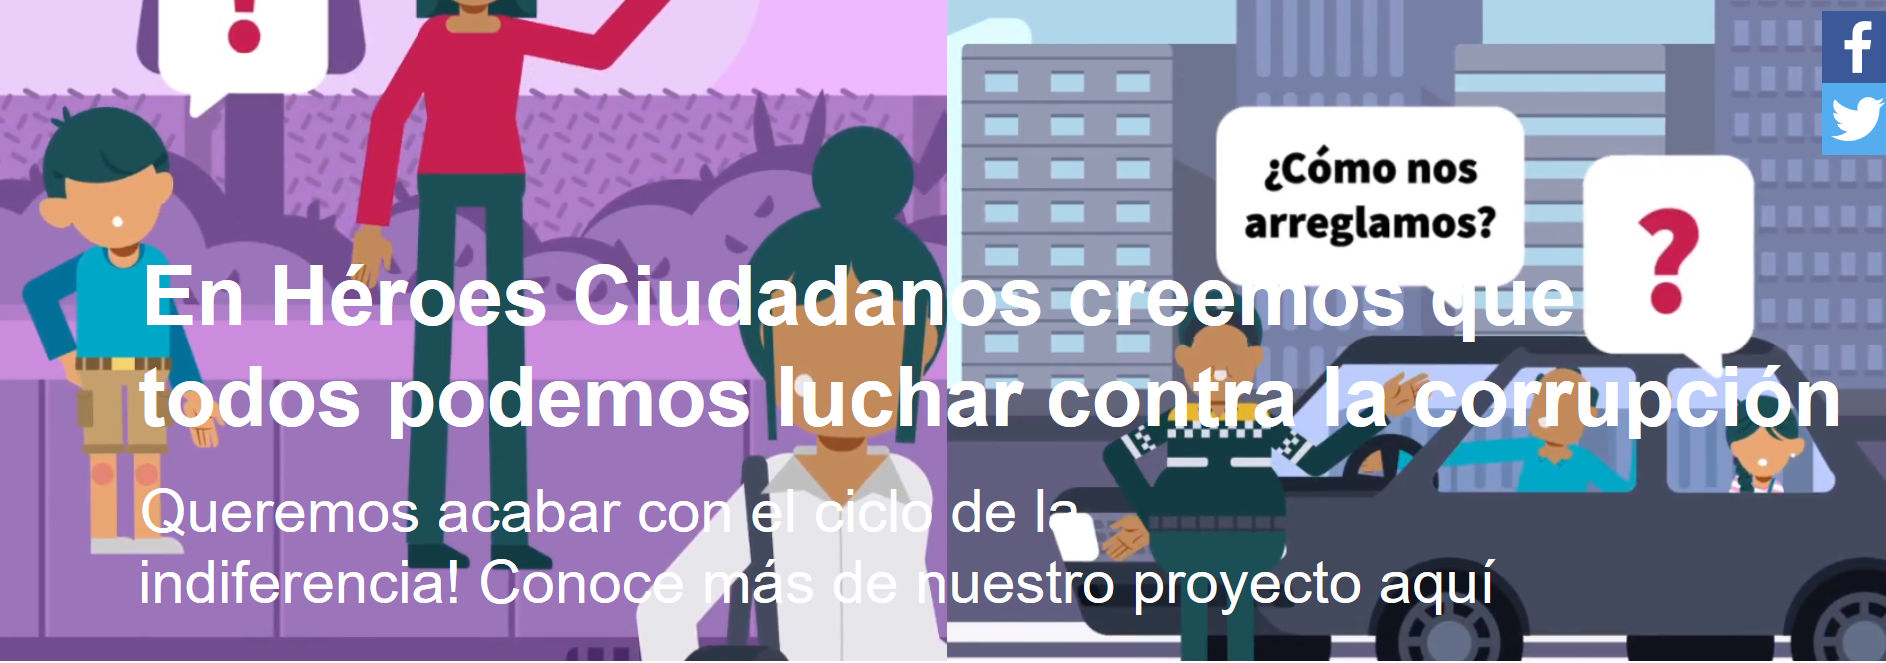 !
¿Cómo nos
arreglamos?
?
En Héroes Ciudadanos creemos que
todos podemos luchar contra la corrupción
Queremos acabar con el ciclo de la
indiferencia! Conoce más de nuestro proyecto aquí